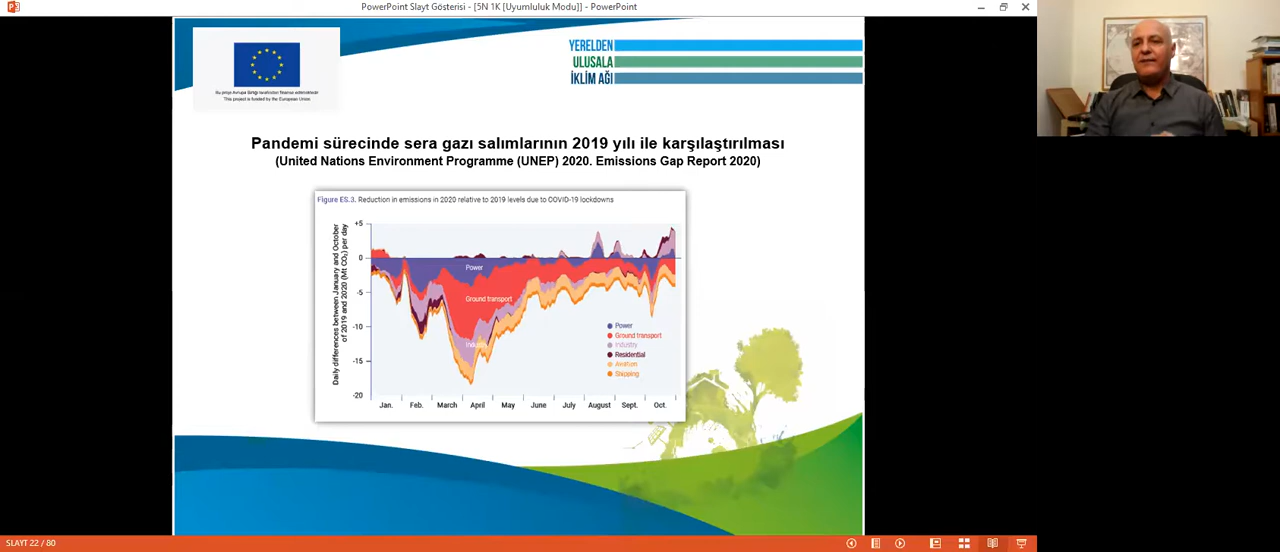 PowerPoint Slayt Gösterisi - [5N 1K [Uyumluluk Modu]] - PowerPoint
Bu proje Avrupa Birliği tarafından finanse edilmektedir
This project is funded by the European Union
YERELDEN
ULUSALA
İKLİM AĞI
Pandemi sürecinde sera gazı salımlarının 2019 yılı ile karşılaştırılması
(United Nations Environment Programme (UNEP) 2020. Emissions Gap Report 2020)
Figure ES.3. Reduction in emissions in 2020 relative to 2019 levels due to COVID-19 lockdowns
Daily differences between January and October
of 2019 and 2020 (Mt CO₂) per day
+5
0
-5
-10
-15
-20
Power
Ground transport
Industry
Power
Ground transport
Industry
Residential
Aviation
Shipping
Jan. Feb. March April May June July August Sept. Oct.
SLAYT 22 / 80